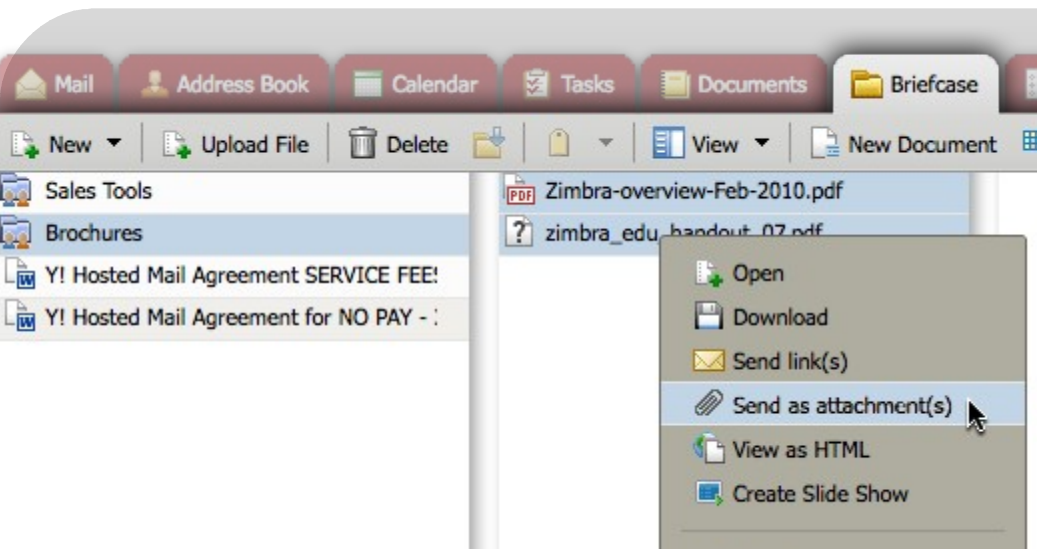 Mail Address Book Calendar Tasks Documents Briefcase
New Upload File Delete View New Document
Sales Tools
Brochures
Y! Hosted Mail Agreement SERVICE FEES
Y! Hosted Mail Agreement for NO PAY -
PDF Zimbra-overview-Feb-2010.pdf
? zimbra_edu_handout_07.pdf
Open
Download
Send link(s)
Send as attachment(s)
View as HTML
Create Slide Show